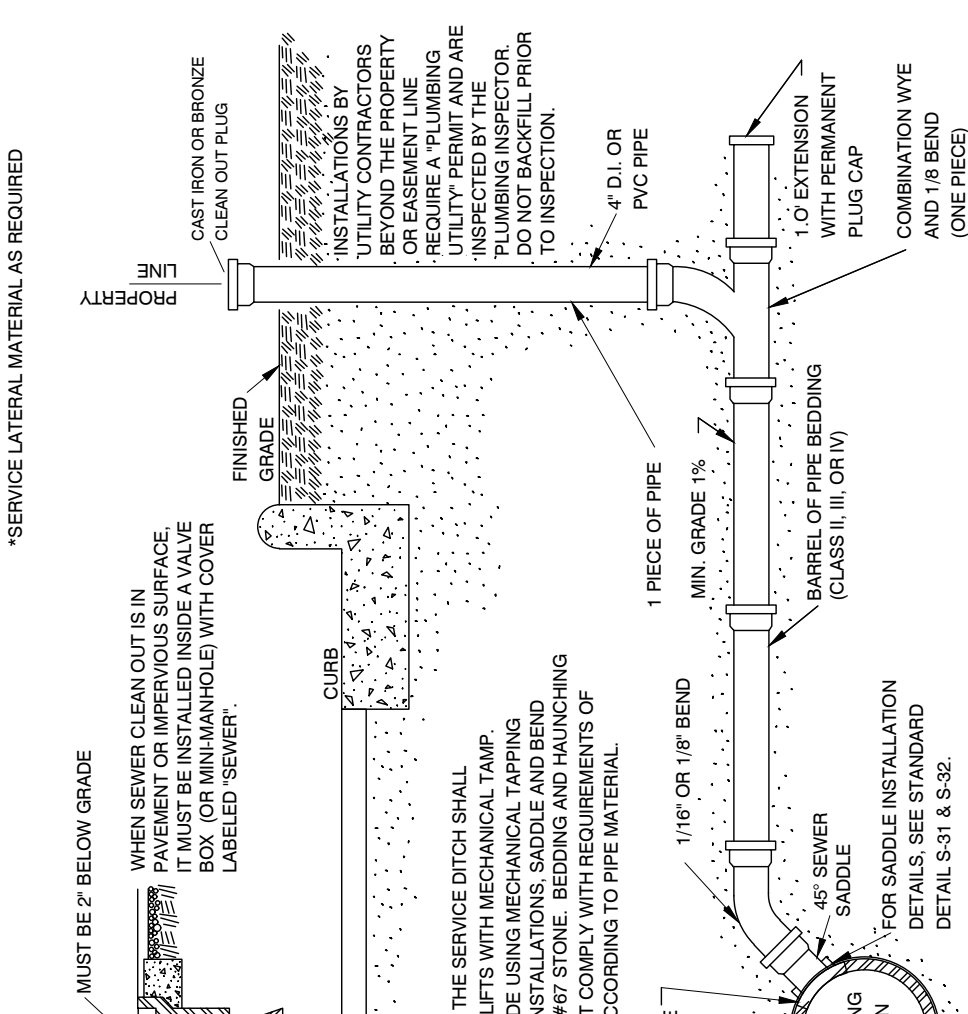 *SERVICE LATERAL MATERIAL AS REQUIRED
MUST BE 2" BELOW GRADE
WHEN SEWER CLEAN OUT IS IN
PAVEMENT OR IMPERVIOUS SURFACE,
IT MUST BE INSTALLED INSIDE A VALVE
BOX (OR MINI-MANHOLE) WITH COVER
LABELED "SEWER".
PROPERTY
LINE
CAST IRON OR BRONZE
CLEAN OUT PLUG
FINISHED
GRADE
CURB
INSTALLATIONS BY
UTILITY CONTRACTORS
BEYOND THE PROPERTY
OR EASEMENT LINE
REQUIRE A "PLUMBING
UTILITY" PERMIT AND ARE
INSPECTED BY THE
PLUMBING INSPECTOR.
DO NOT BACKFILL PRIOR
TO INSPECTION.
THE SERVICE DITCH SHALL
LIFTS WITH MECHANICAL TAMP.
DE USING MECHANICAL TAPPING
NSTALLATIONS, SADDLE AND BEND
#67 STONE. BEDDING AND HAUNCHING
T COMPLY WITH REQUIREMENTS OF
CCORDING TO PIPE MATERIAL.
4" D.I. OR
PVC PIPE
1 PIECE OF PIPE
MIN. GRADE 1%
1/16" OR 1/8" BEND
1.0' EXTENSION
WITH PERMANENT
PLUG CAP
COMBINATION WYE
AND 1/8 BEND
(ONE PIECE)
BARREL OF PIPE BEDDING
(CLASS II, III, OR IV)
45° SEWER
SADDLE
FOR SADDLE INSTALLATION
DETAILS, SEE STANDARD
DETAIL S-31 & S-32.
E
NG
N